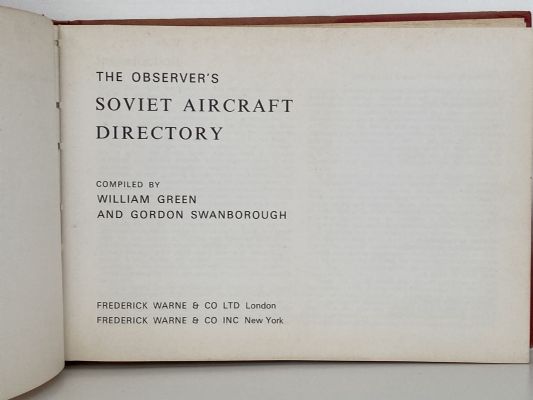 THE OBSERVER'S
SOVIET AIRCRAFT
DIRECTORY
COMPILED BY
WILLIAM GREEN
AND GORDON SWANBOROUGH
FREDERICK WARNE & CO LTD London
FREDERICK WARNE & CO INC New York